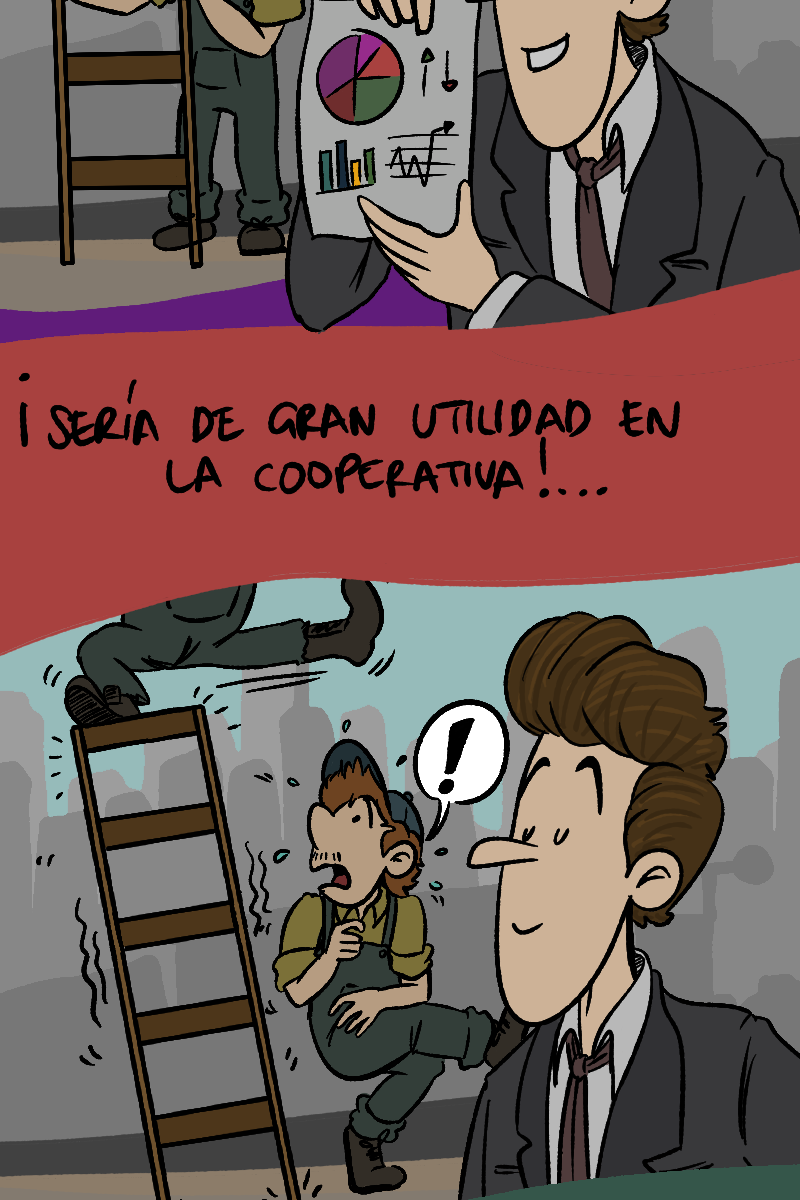 ¡SERÍA DE GRAN UTILIDAD EN
LA COOPERATIVA!....
!